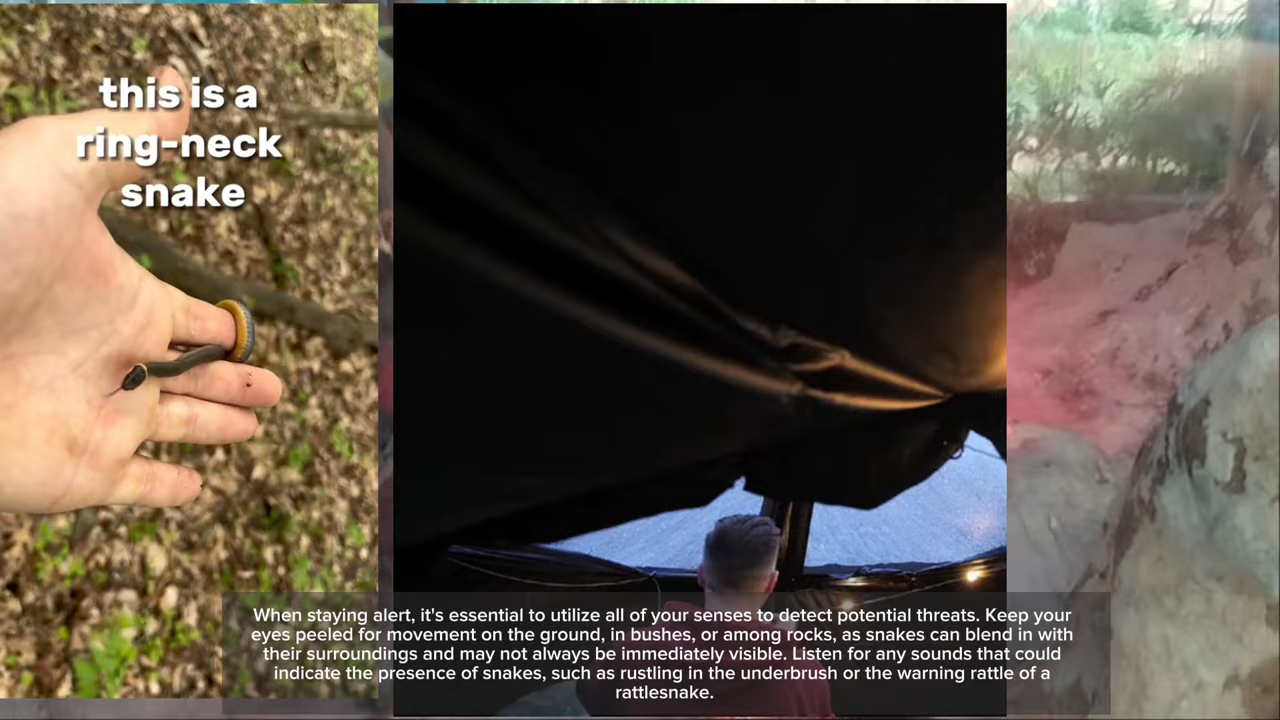 this is a
ring-neck
snake
When staying alert, it's essential to utilize all of your senses to detect potential threats. Keep your
eyes peeled for movement on the ground, in bushes, or among rocks, as snakes can blend in with
their surroundings and may not always be immediately visible. Listen for any sounds that could
indicate the presence of snakes, such as rustling in the underbrush or the warning rattle of a
rattlesnake.